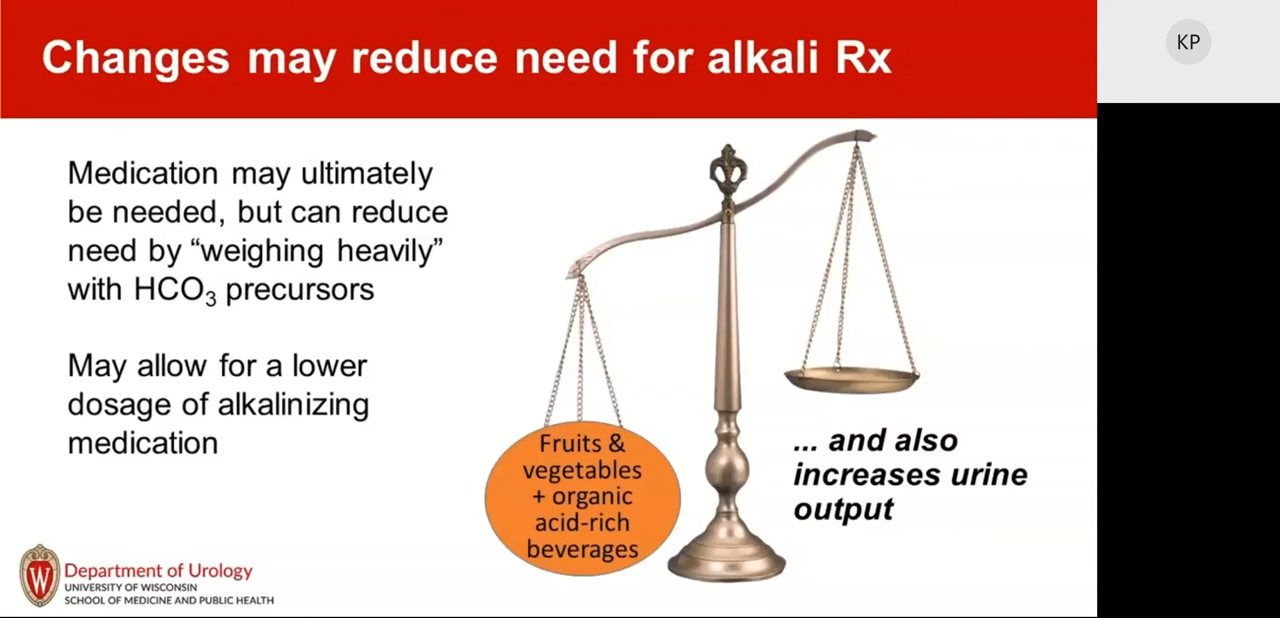 Changes may reduce need for alkali Rx
KP
Medication may ultimately
be needed, but can reduce
need by “weighing heavily”
with HCO₃ precursors
May allow for a lower
dosage of alkalinizing
medication
Fruits &
vegetables
+ organic
acid-rich
beverages
... and also
increases urine
output
W
Department of Urology
UNIVERSITY OF WISCONSIN
SCHOOL OF MEDICINE AND PUBLIC HEALTH